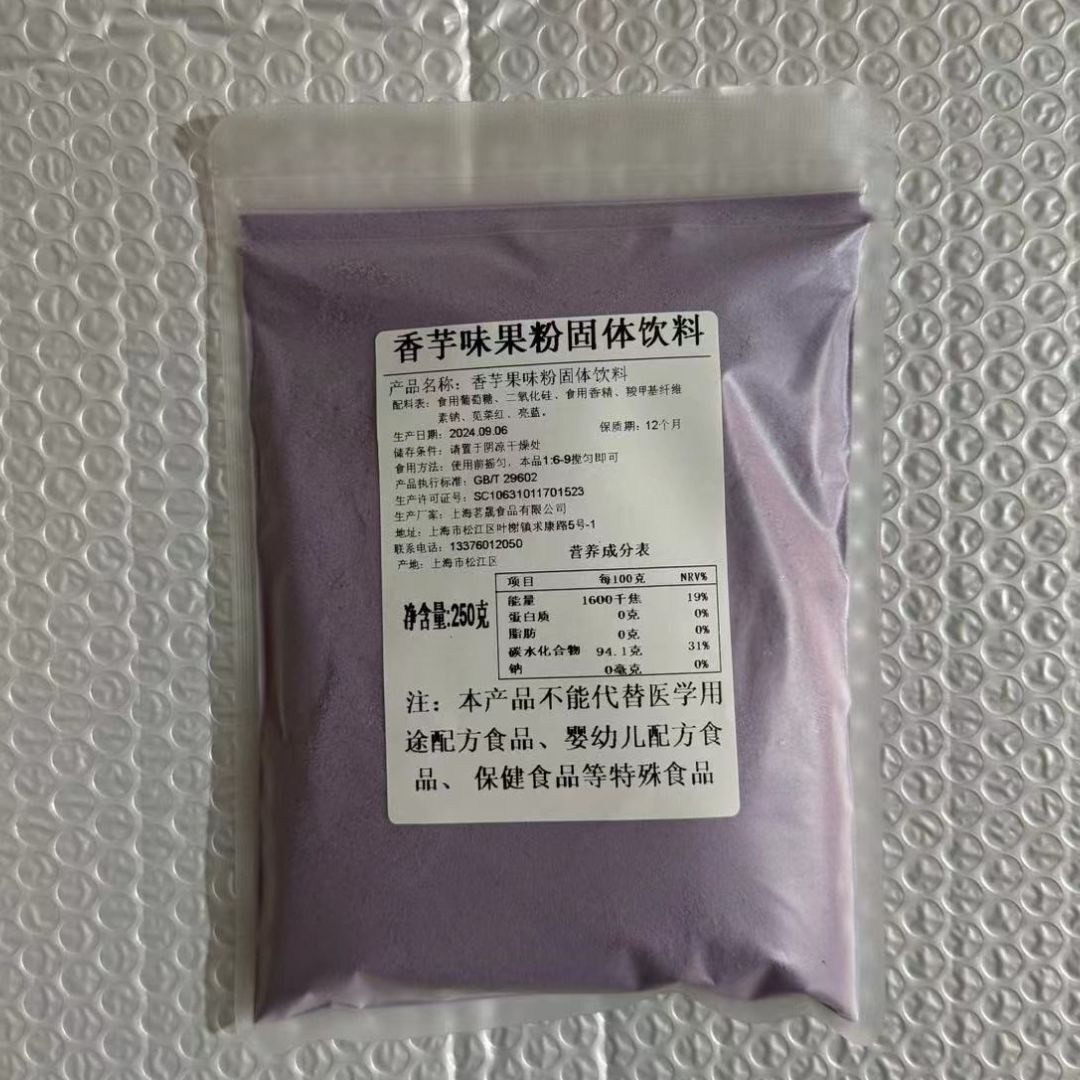 香芋味果粉固体饮料
产品名称：香芋果味粉固体饮料
配料表：食用葡萄糖、二氧化硅、食用香精、羧甲基纤维
素钠、苋菜红、亮蓝。
生产日期：2024.09.06 保质期：12个月
储存条件：请置于阴凉干燥处
食用方法：使用前摇匀，本品1:6-9搅匀即可
产品执行标准：GB/T 29602
生产许可证号：SC10631011701523
生产厂家：上海茗晟食品有限公司
地址：上海市松江区叶榭镇求康路5号-1
联系电话：13376012050
产地：上海市松江区
营养成分表
项目 每100克 NRV%
能量 1600千焦 19%
蛋白质 0克 0%
脂肪 0克 0%
碳水化合物 94.1克 31%
钠 0毫克 0%
净含量:250克
注：本产品不能代替医学用
途配方食品、婴幼儿配方食
品、保健食品等特殊食品